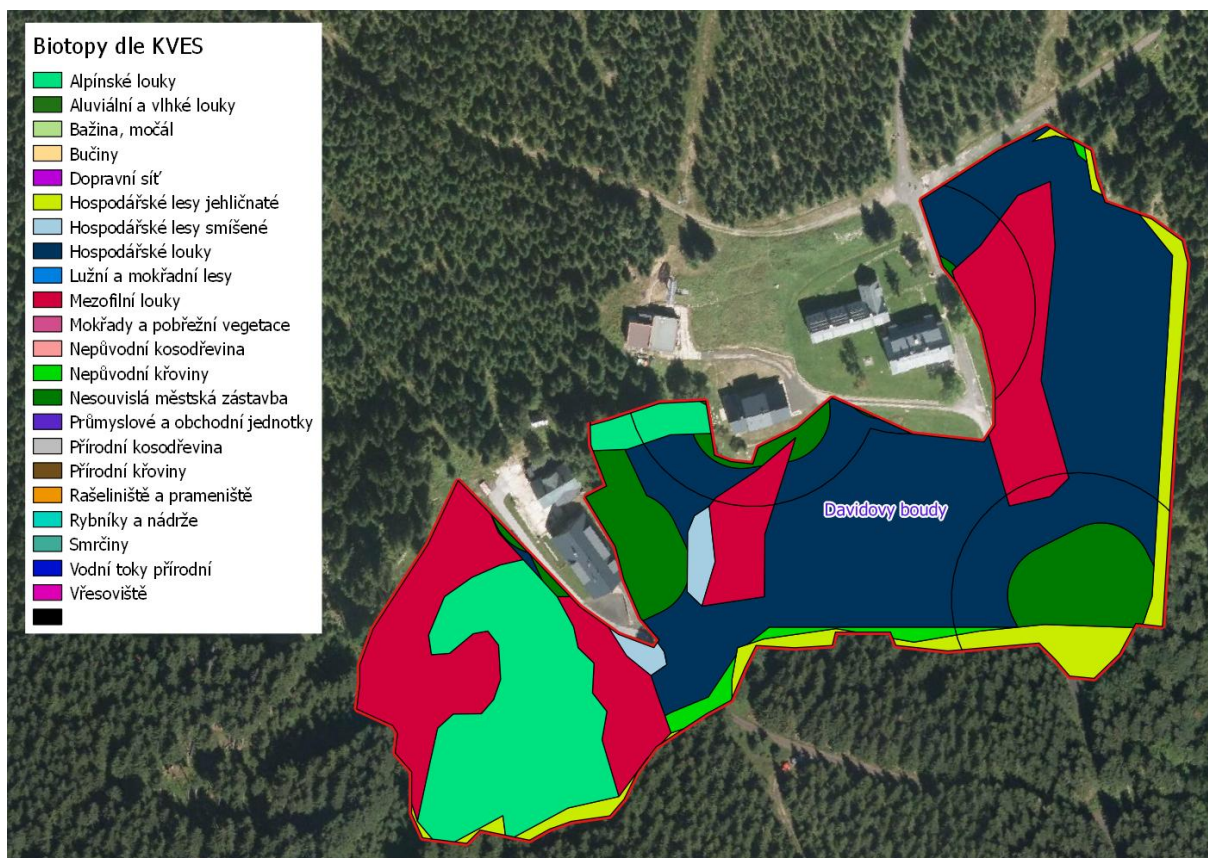 Biotopy dle KVES
Alpínské louky
Aluviální a vlhké louky
Bažina, močál
Bučiny
Dopravní síť
Hospodářské lesy jehličnaté
Hospodářské lesy smíšené
Hospodářské louky
Lužní a mokřadní lesy
Mezofilní louky
Mokřady a pobřežní vegetace
Nepůvodní kosodřevina
Nepůvodní křoviny
Nesouvislá městská zástavba
Průmyslové a obchodní jednotky
Přírodní kosodřevina
Přírodní křoviny
Rašeliniště a prameniště
Rybníky a nádrže
Smrčiny
Vodní toky přírodní
Vřesoviště
Davidovy boudy